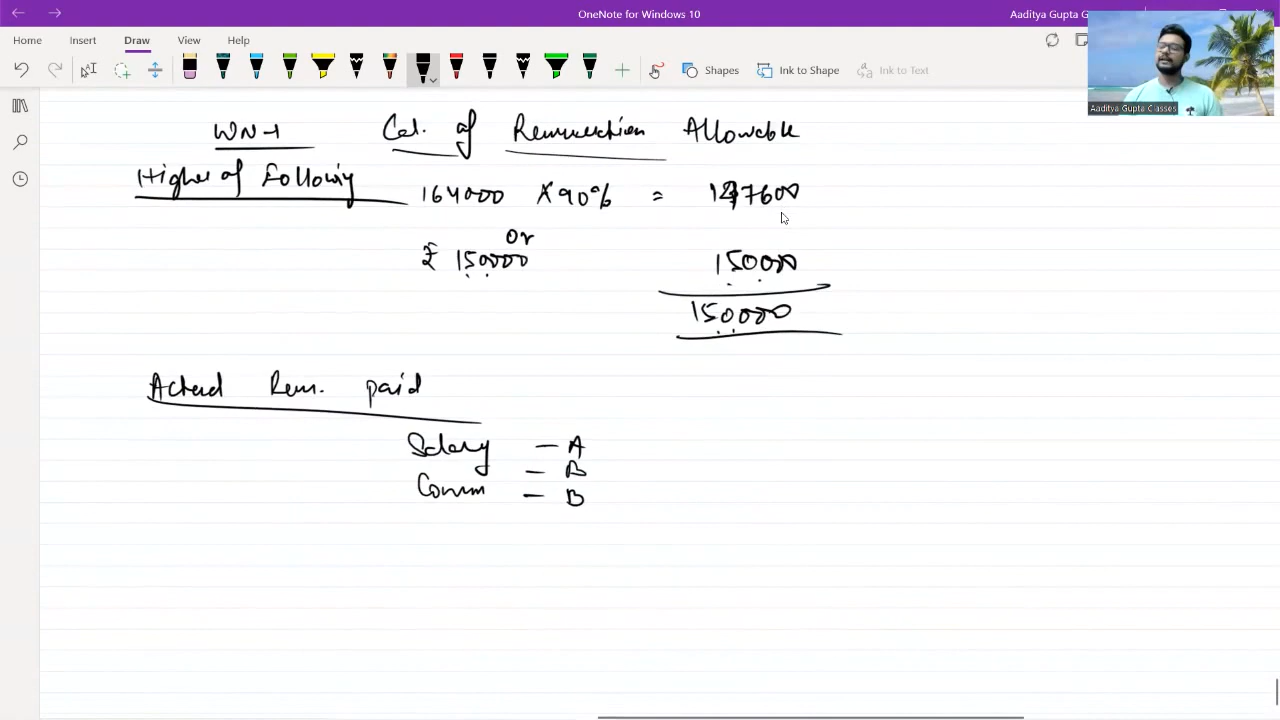 OneNote for Windows 10
Aaditya Gupta G
Home Insert Draw View Help
Shapes Ink to Shape Ink to Text
Aaditya Gupta Classes
WN-1 Cal. of Remuneration Allowable
Higher of Following
164000 X 90% = 147600
Or
₹ 150000 150000
150000
Actual Rem. paid
Salary - A
- B
Comm - B